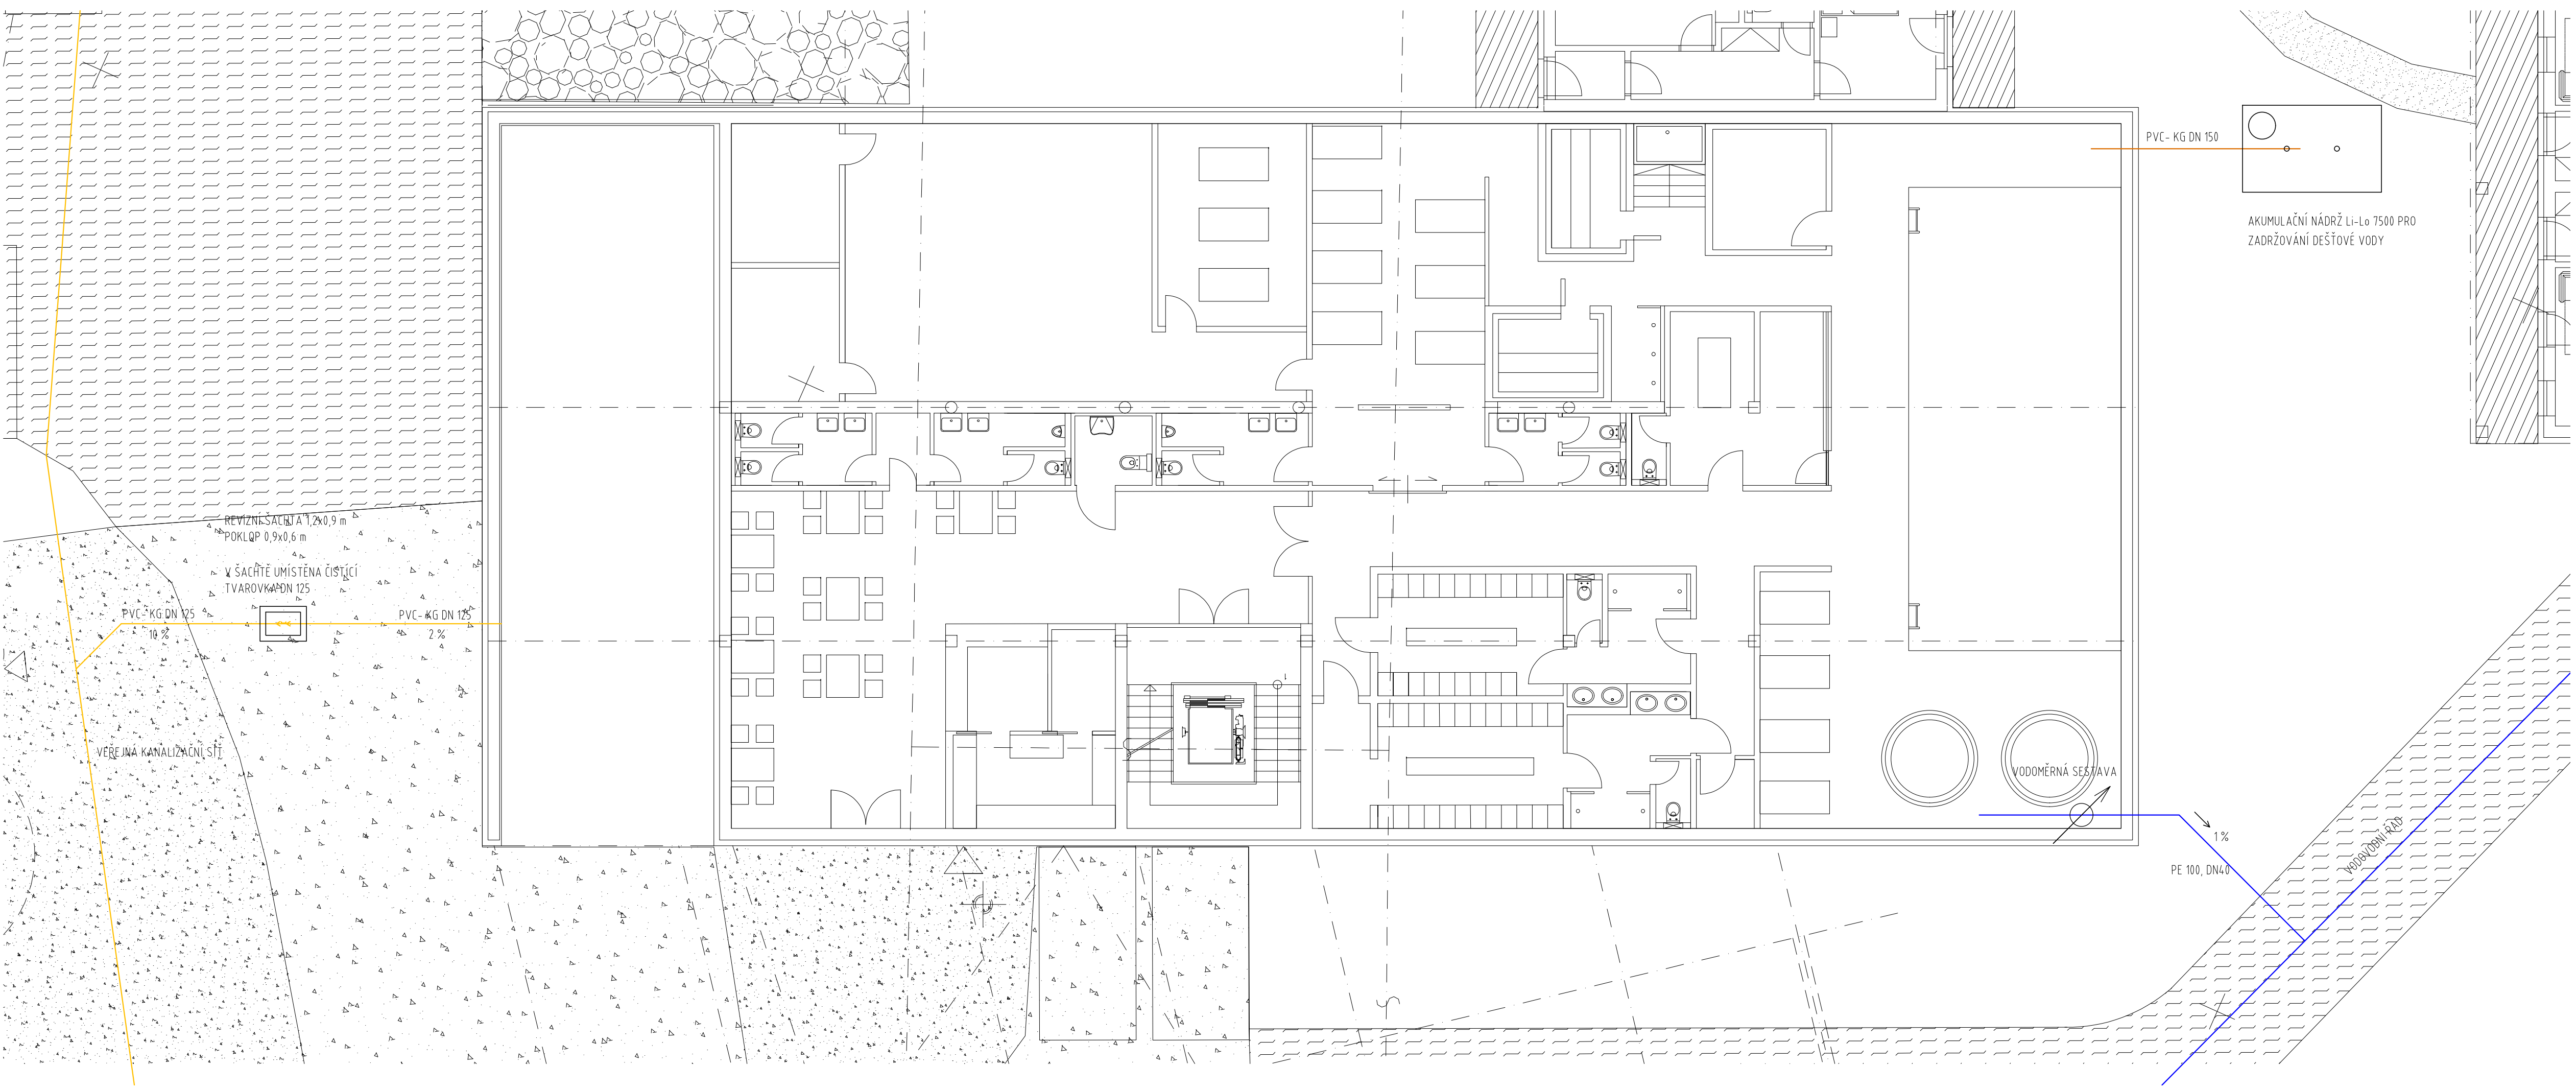 PVC- KG DN 150
AKUMULAČNÍ NÁDRŽ Li-Lo 7500 PRO
ZADRŽOVÁNÍ DEŠŤOVÉ VODY
REVIZNÍ ŠACHTA 1,2x0,9 m
POKLOP 0,9x0,6 m
V ŠACHTĚ UMÍSTĚNA ČISTÍCÍ
TVAROVKA DN 125
PVC- KG DN 125
10 %
PVC- KG DN 125
2 %
VEŘEJNÁ KANALIZAČNÍ SÍŤ
VODOMĚRNÁ SESTAVA
1 %
PE 100, DN40
VODOVODNÍ ŘAD